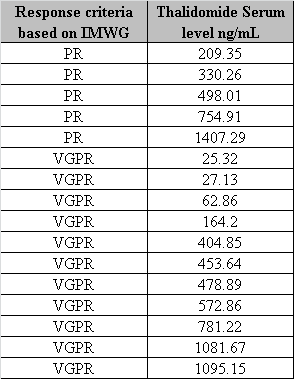 Response criteria Thalidomide Serum
based on IMWG level ng/mL
PR 209.35
PR 330.26
PR 498.01
PR 754.91
PR 1407.29
VGPR 25.32
VGPR 27.13
VGPR 62.86
VGPR 164.2
VGPR 404.85
VGPR 453.64
VGPR 478.89
VGPR 572.86
VGPR 781.22
VGPR 1081.67
VGPR 1095.15